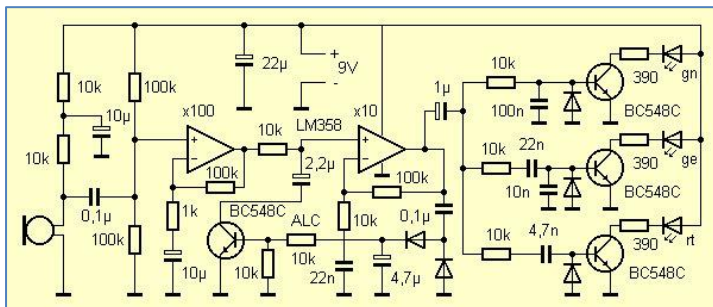 10k
100k
10µ
10k
0,1µ
100k
x100
+
−
100k
1k
10µ
22µ
+
9V
-
10k
LM358
2,2µ
BC548C
10k
ALC
10k
x10
+
−
100k
10k
22n
0,1µ
4,7µ
1µ
10k
100n
390
gn
BC548C
10k
22n
10n
390
ge
BC548C
10k
4,7n
390
rt
BC548C